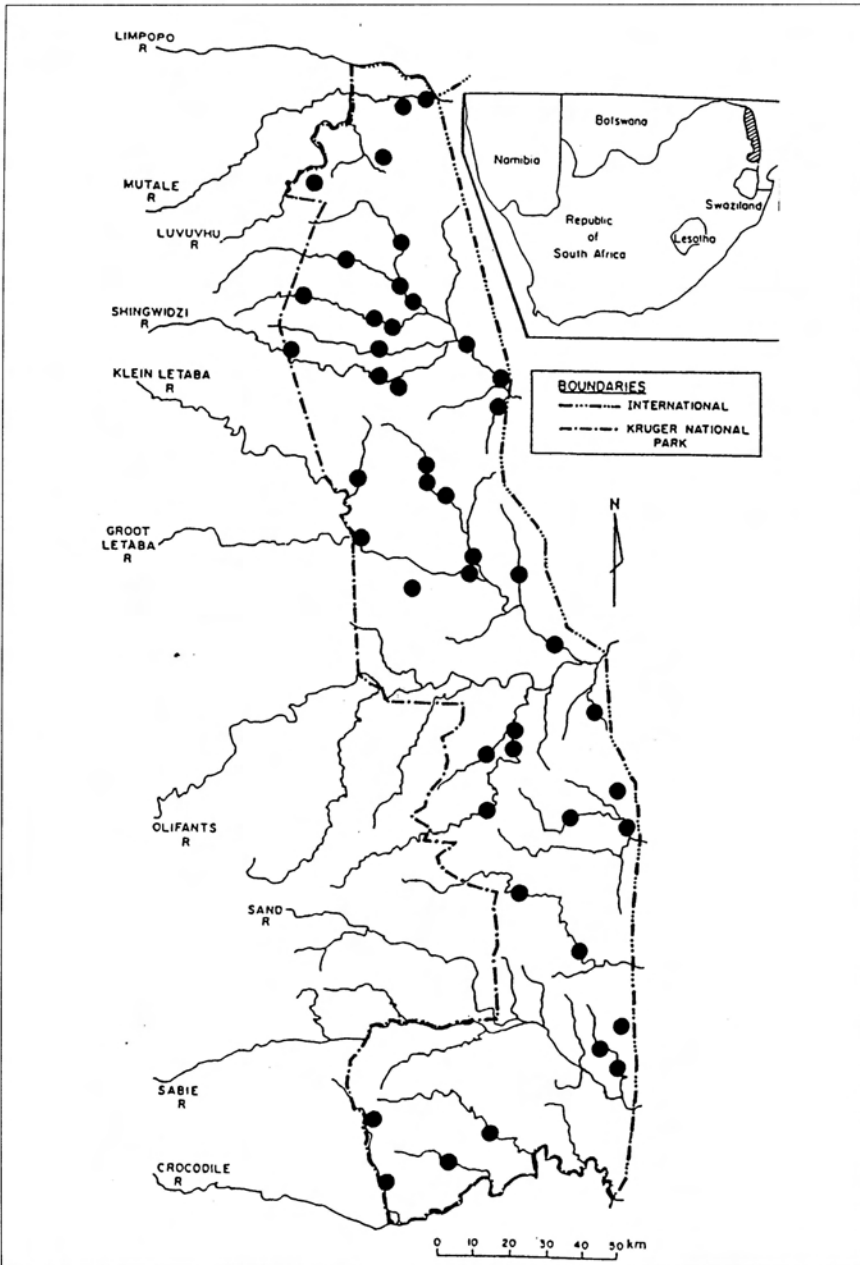 LIMPOPO
R
MUTALE
R
LUVUVHU
R
SHINGWIDZI
R
KLEIN LETABA
R
GROOT
LETABA
R
OLIFANTS
R
SAND
R
SABIE
R
CROCODILE
R
Botswana
Namibia
Swaziland
Republic
of
South Africa
Lesotha
BOUNDARIES
INTERNATIONAL
KRUGER NATIONAL
PARK
N
0 10 20 30 40 50 km